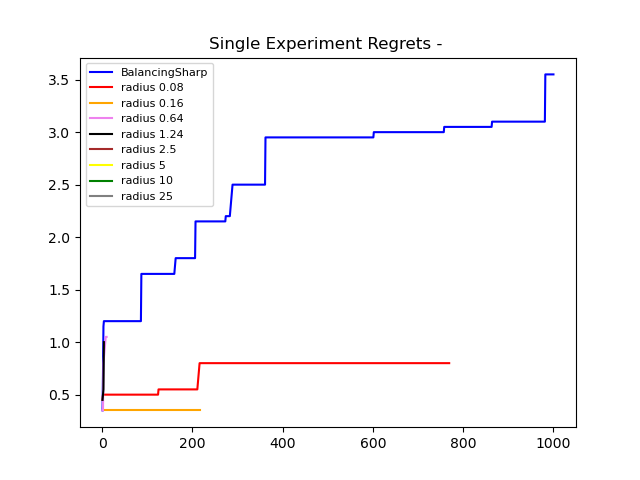 Single Experiment Regrets -
BalancingSharp
radius 0.08
radius 0.16
radius 0.64
radius 1.24
radius 2.5
radius 5
radius 10
radius 25
3.5
3.0
2.5
2.0
1.5
1.0
0.5
0 200 400 600 800 1000